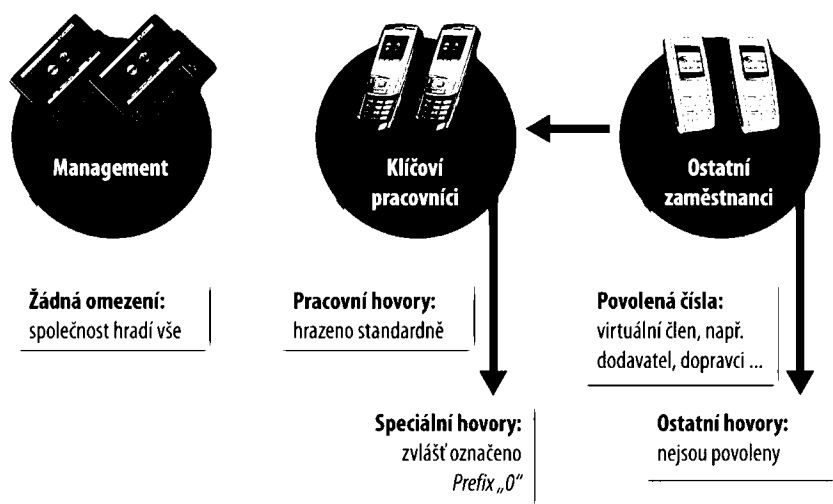 Management
Klíčoví
pracovníci
Ostatní
zaměstnanci
Žádná omezení:
společnost hradí vše
Pracovní hovory:
hrazeno standardně
Povolená čísla:
virtuální člen, např.
dodavatel, dopravci ...
Speciální hovory:
zvlášť označeno
Prefix „0“
Ostatní hovory:
nejsou povoleny